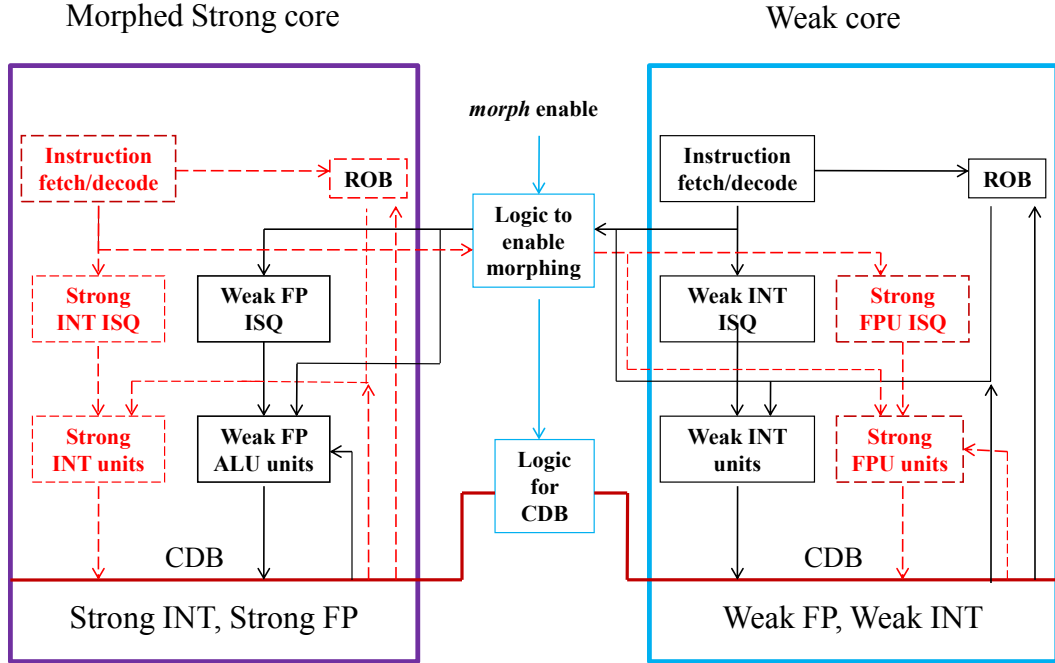 Morphed Strong core
Weak core
morph enable
Instruction
fetch/decode
ROB
Logic to
enable
morphing
Instruction
fetch/decode
ROB
Strong
INT ISQ
Weak FP
ISQ
Weak INT
ISQ
Strong
FPU ISQ
Strong
INT units
Weak FP
ALU units
Logic
for
CDB
Weak INT
units
Strong
FPU units
CDB
CDB
Strong INT, Strong FP
Weak FP, Weak INT